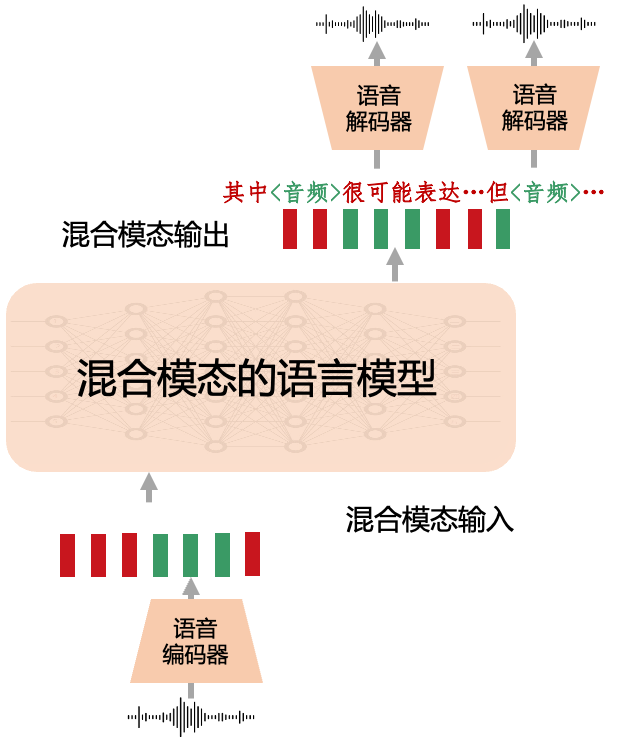 语音
解码器
语音
解码器
其中<音频>很可能表达…但<音频>…
混合模态输出
混合模态的语言模型
混合模态输入
语音
编码器